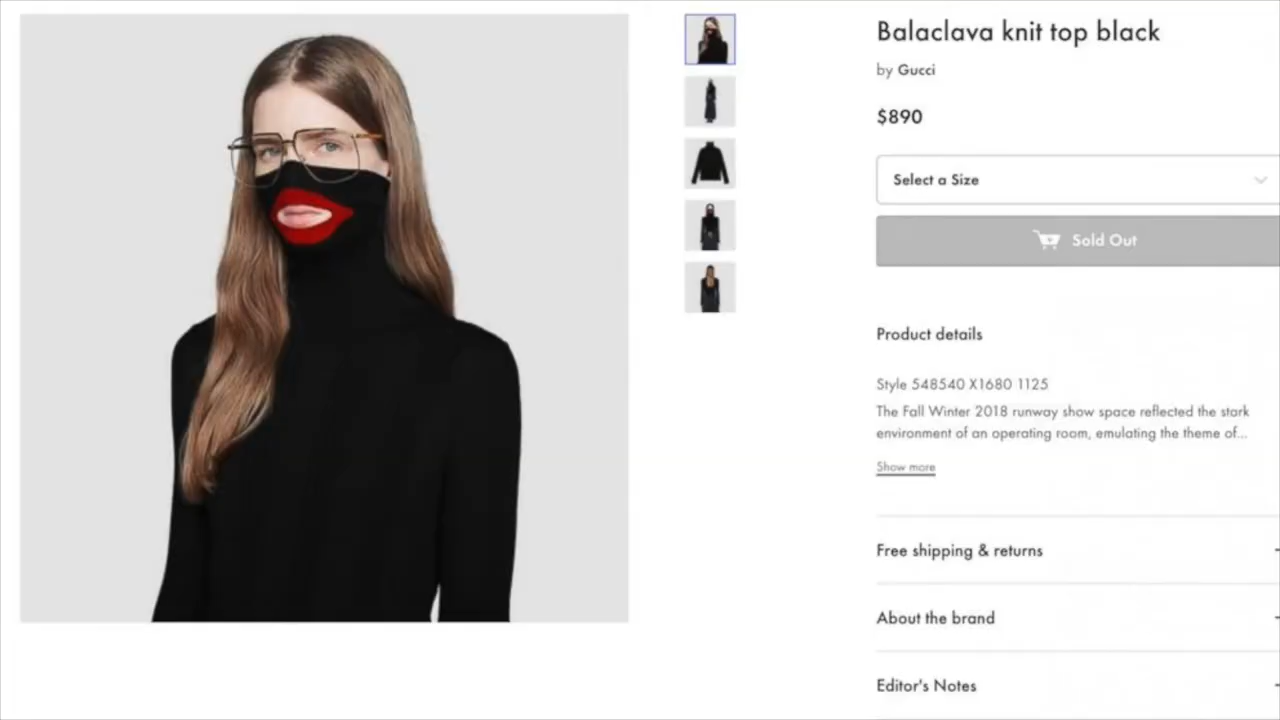 Balaclava knit top black
by Gucci
$890
Select a Size
Sold Out
Product details
Style 548540 X1680 1125
The Fall Winter 2018 runway show space reflected the stark
environment of an operating room, emulating the theme of...
Show more
Free shipping & returns
About the brand
Editor's Notes